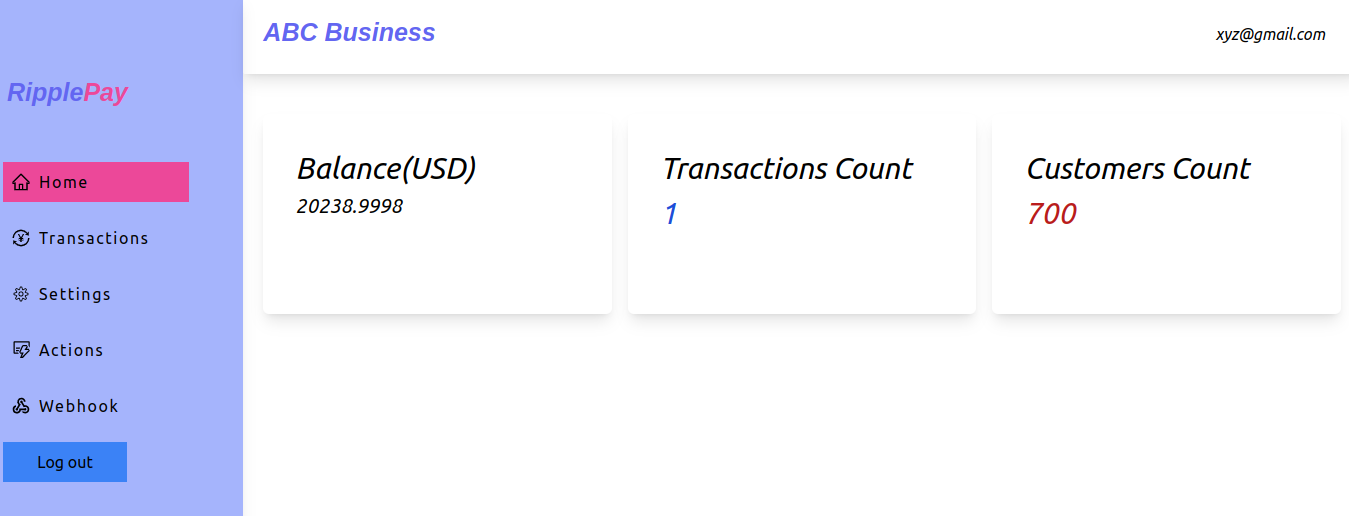 ABC Business
xyz@gmail.com
RipplePay
Home
Transactions
Settings
Actions
Webhook
Log out
Balance(USD)
20238.9998
Transactions Count
1
Customers Count
700